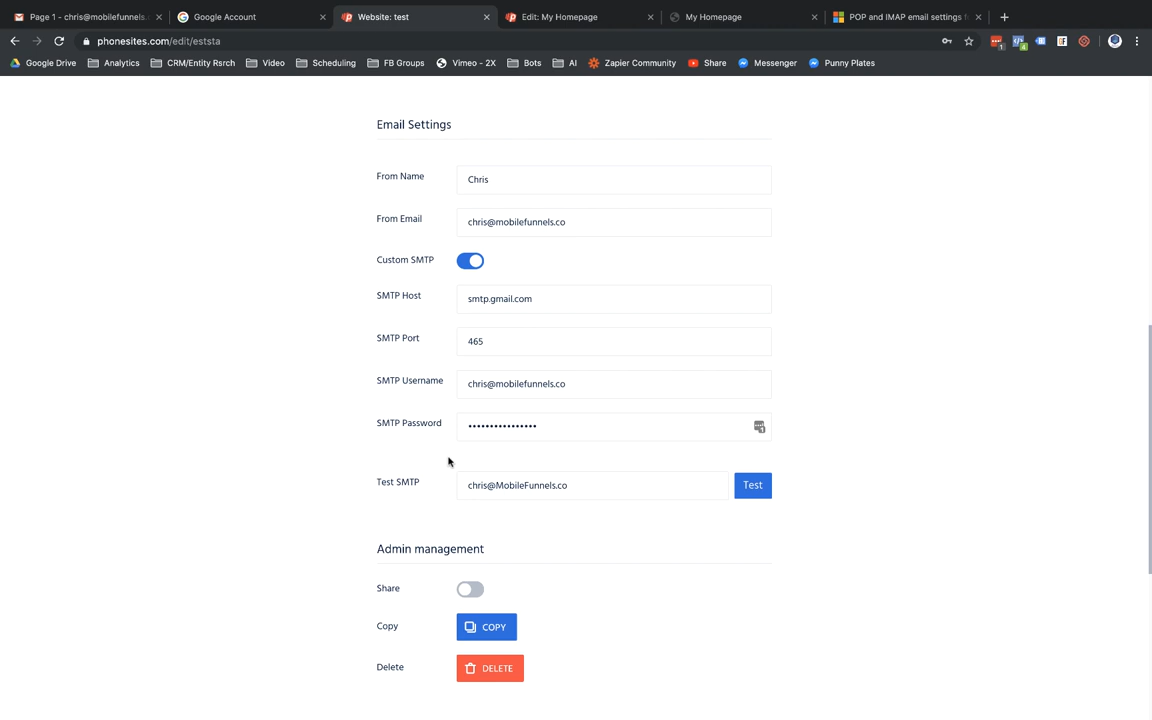 Page 1 - chris@mobilefunnels.
Google Account
Website: test
Edit: My Homepage
My Homepage
POP and IMAP email settings f
phonesites.com/edit/eststa
Google Drive
Analytics
CRM/Entity Rsrch
Video
Scheduling
FB Groups
Vimeo - 2X
Bots
AI
Zapier Community
Share
Messenger
Punny Plates
Email Settings
From Name
Chris
From Email
chris@mobilefunnels.co
Custom SMTP
SMTP Host
smtp.gmail.com
SMTP Port
465
SMTP Username
chris@mobilefunnels.co
SMTP Password
••••••••••••••••
Test SMTP
chris@MobileFunnels.co
Test
Admin management
Share
Copy
COPY
Delete
DELETE